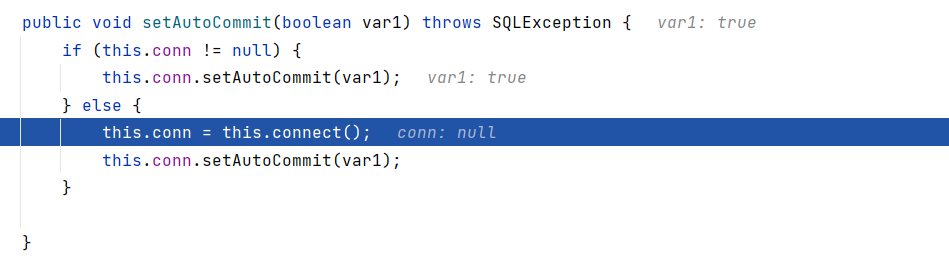 public void setAutoCommit(boolean var1) throws SQLException {   var1: true
    if (this.conn != null) {
        this.conn.setAutoCommit(var1);   var1: true
    } else {
        this.conn = this.connect();   conn: null
        this.conn.setAutoCommit(var1);
    }
}